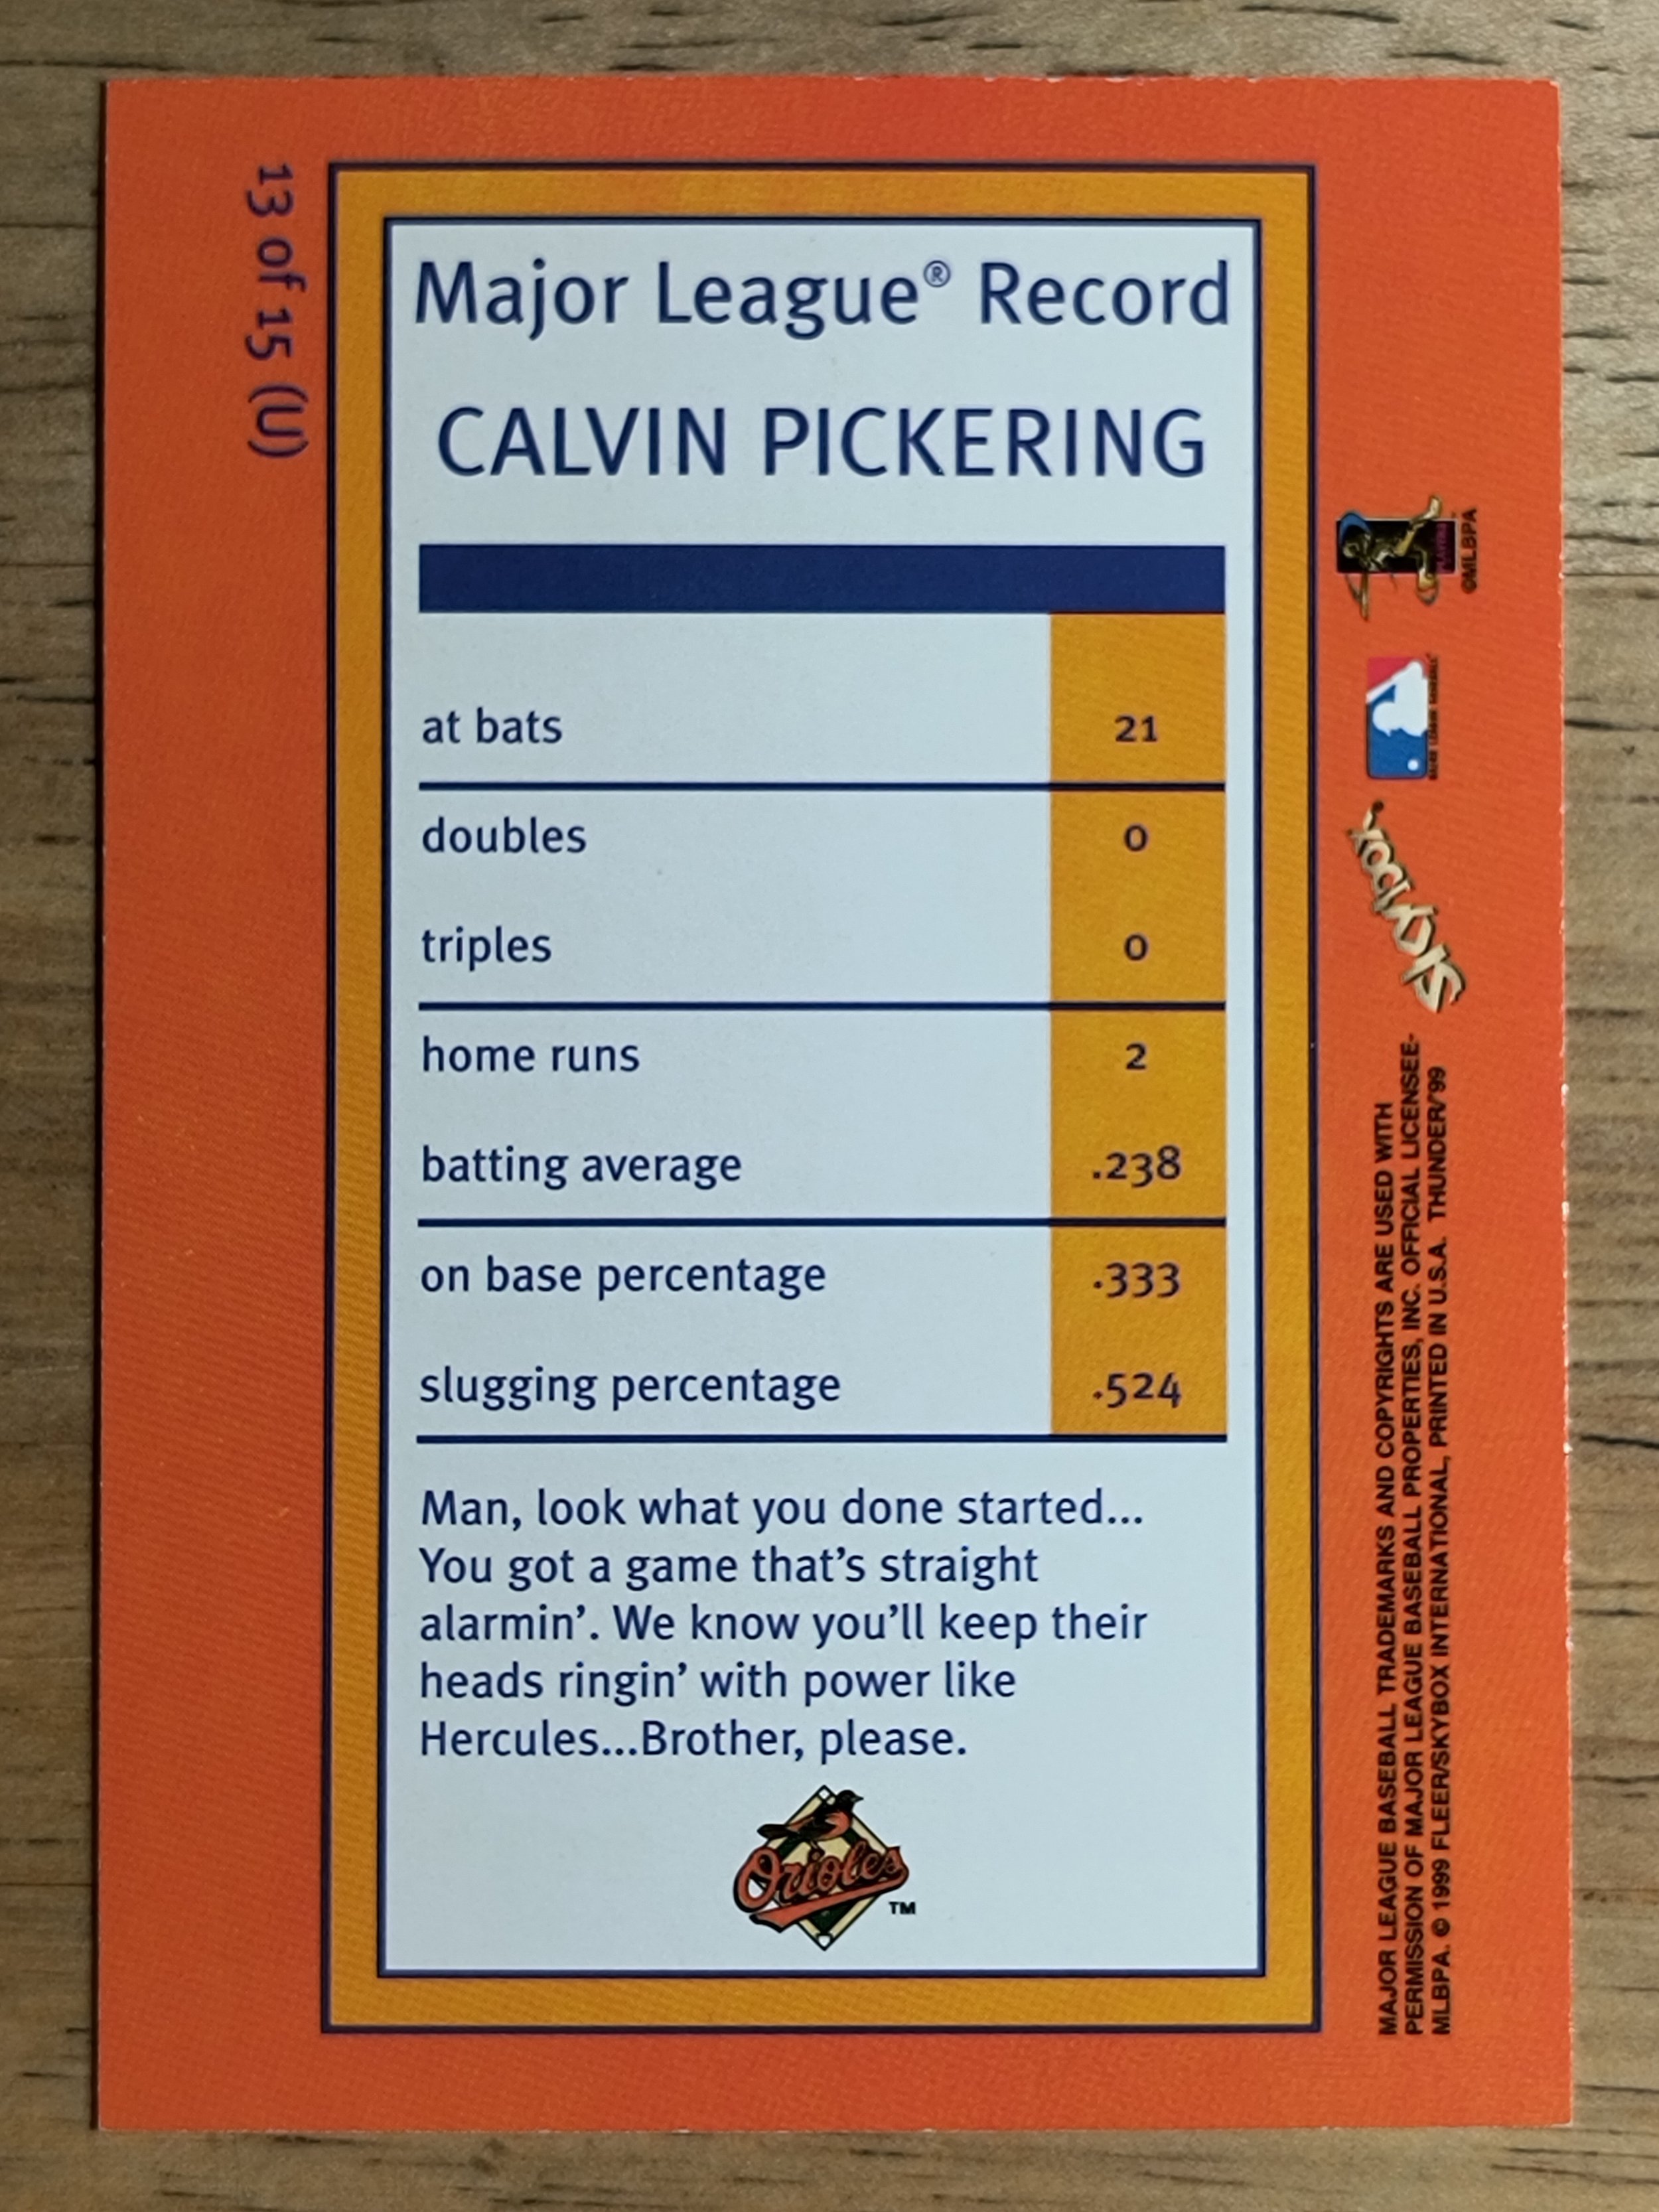 13 of 15 (U)
Major League® Record
CALVIN PICKERING
at bats 21
doubles 0
triples 0
home runs 2
batting average .238
on base percentage .333
slugging percentage .524
Man, look what you done started...
You got a game that's straight
alarmin'. We know you'll keep their
heads ringin' with power like
Hercules...Brother, please.
Orioles
TM
©MLBPA
MAJOR LEAGUE BASEBALL
SKYBOX™
MAJOR LEAGUE BASEBALL TRADEMARKS AND COPYRIGHTS ARE USED WITH
PERMISSION OF MAJOR LEAGUE BASEBALL PROPERTIES, INC. OFFICIAL LICENSEE-
MLBPA. © 1999 FLEER/SKYBOX INTERNATIONAL, PRINTED IN U.S.A. THUNDER/'99